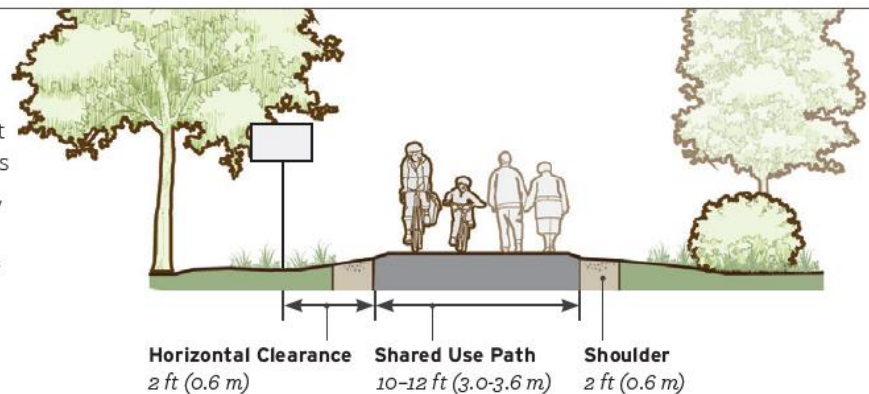 Horizontal Clearance
2 ft (0.6 m)
Shared Use Path
10–12 ft (3.0-3.6 m)
Shoulder
2 ft (0.6 m)